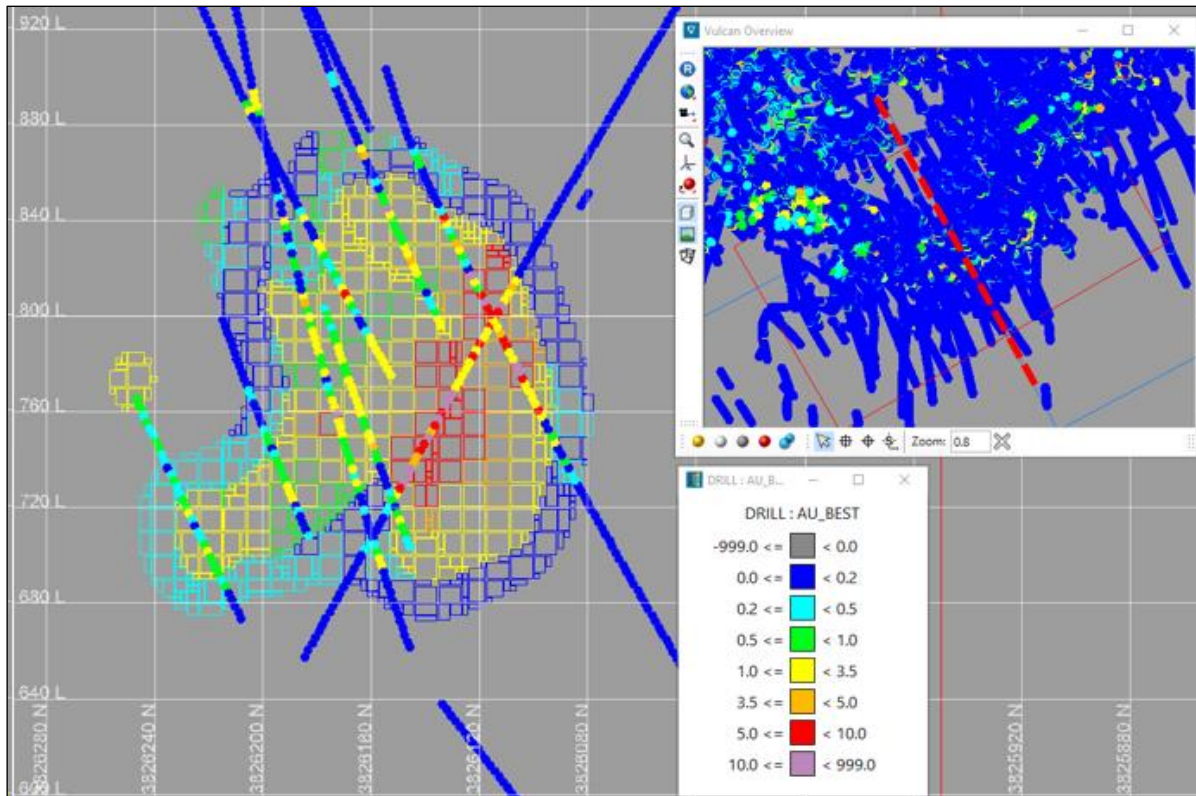 920 L
880 L
840 L
800 L
760 L
720 L
680 L
640 L
600 L
3826280 N
3826240 N
3826200 N
3826160 N
3826120 N
3826080 N
3825920 N
3825880 N
Vulcan Overview
R
Zoom: 0.8
DRILL : AU_B...
DRILL : AU_BEST
-999.0 <= < 0.0
0.0 <= < 0.2
0.2 <= < 0.5
0.5 <= < 1.0
1.0 <= < 3.5
3.5 <= < 5.0
5.0 <= < 10.0
10.0 <= < 999.0